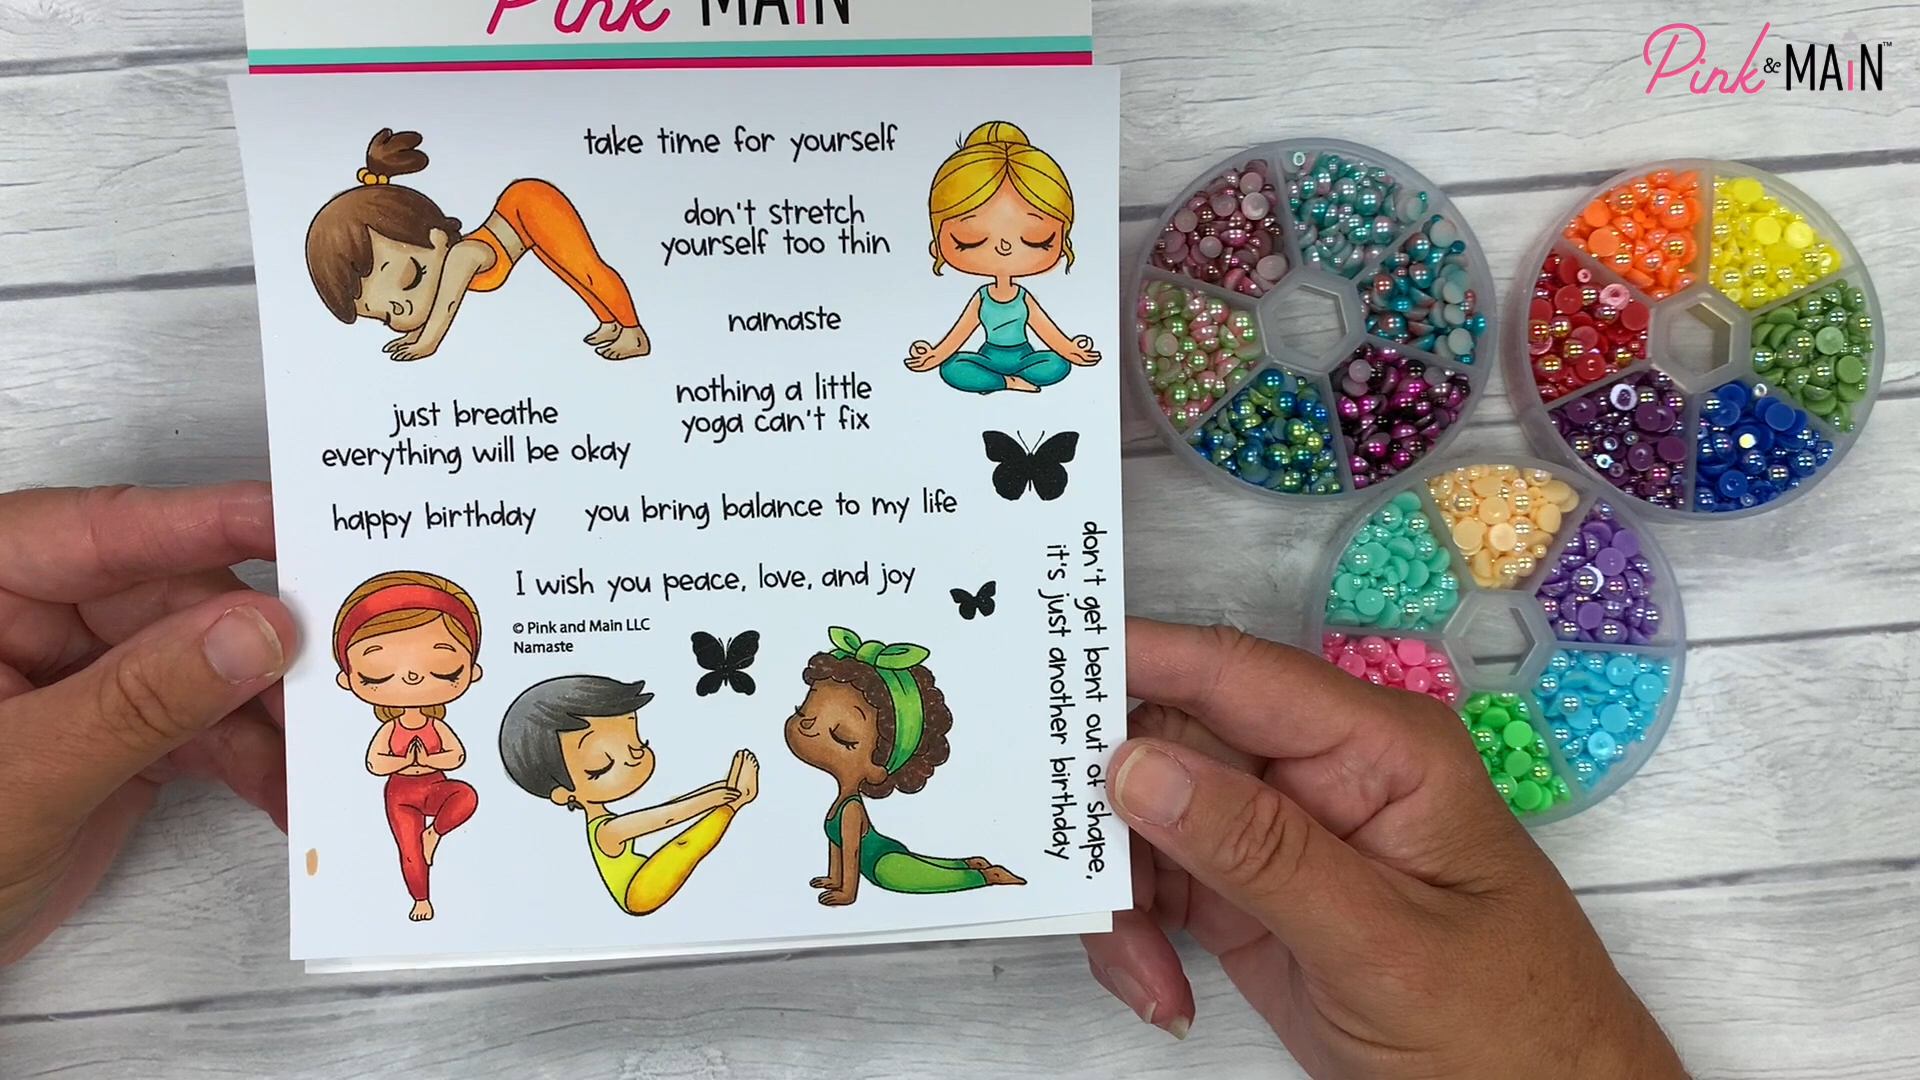 Pink MAIN
Pink & MAIN™
take time for yourself
don't stretch
yourself too thin
namaste
nothing a little
yoga can't fix
just breathe
everything will be okay
happy birthday
you bring balance to my life
I wish you peace, love, and joy
© Pink and Main LLC
Namaste
don't get bent out of shape,
it's just another birthday